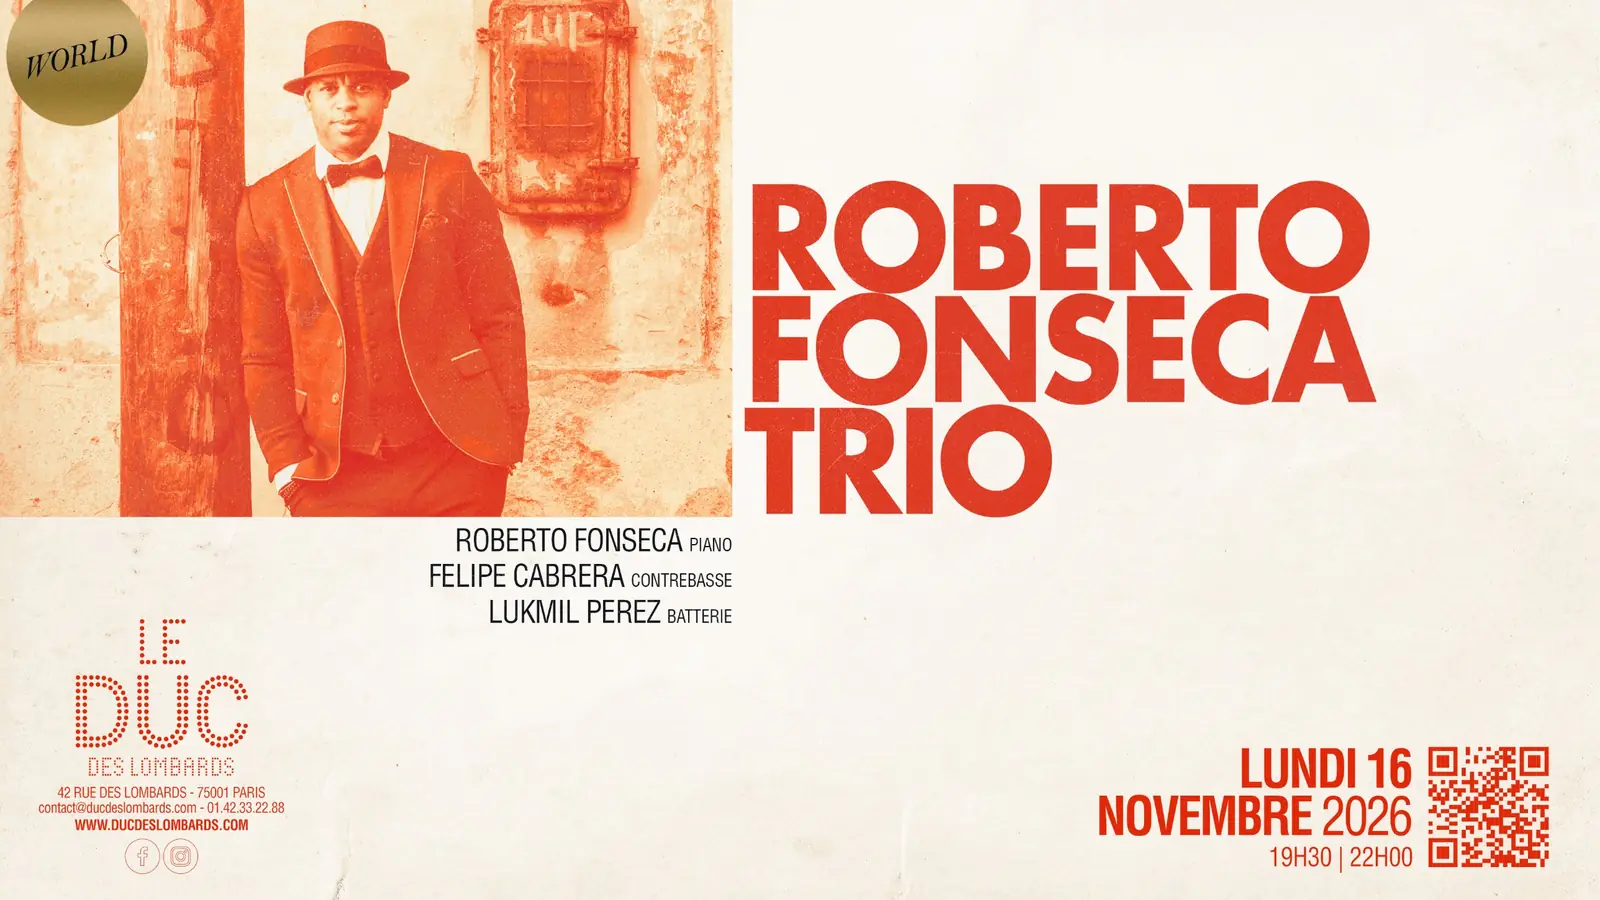 WORLD
ROBERTO
FONSECA
TRIO
ROBERTO FONSECA PIANO
FELIPE CABRERA CONTREBASSE
LUKMIL PEREZ BATTERIE
LE
DUC
DES LOMBARDS
42 RUE DES LOMBARDS - 75001 PARIS
contact@ducdeslombards.com - 01.42.33.22.88
WWW.DUCDESLOMBARDS.COM
LUNDI 16
NOVEMBRE 2026
19H30 | 22H00